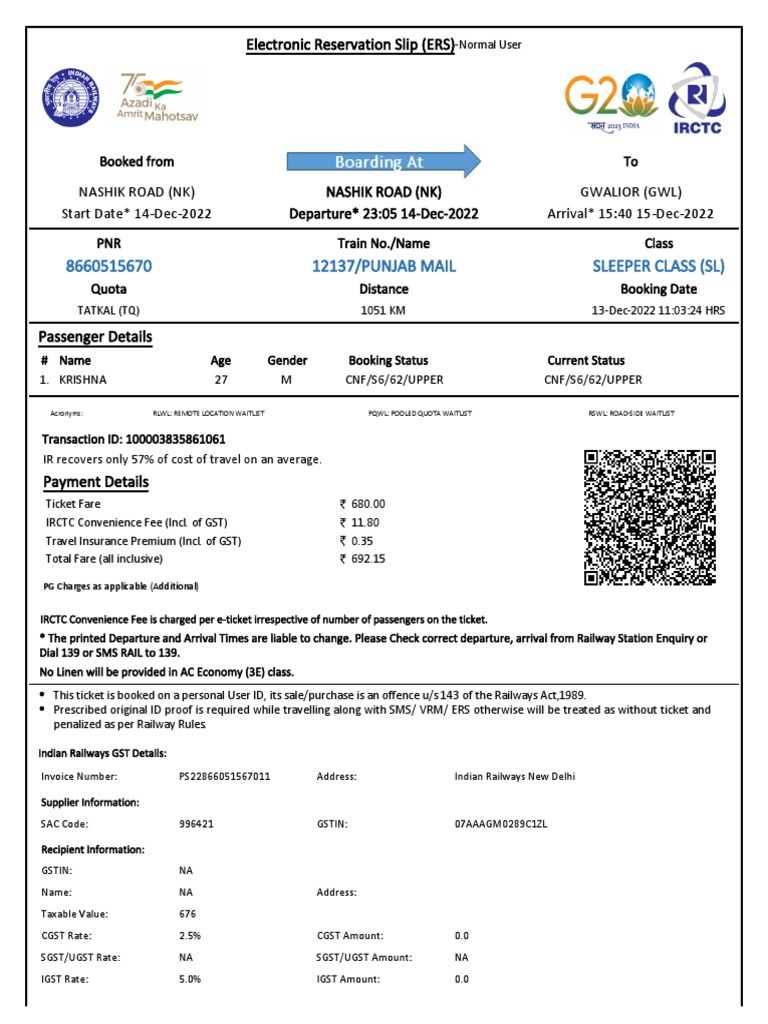 Electronic Reservation Slip (ERS)-Normal User
INDIAN RAILWAYS
75
Azadi Ka
Amrit Mahotsav
G20
2023 INDIA
IRCTC
Booked from Boarding At To
NASHIK ROAD (NK) NASHIK ROAD (NK) GWALIOR (GWL)
Start Date* 14-Dec-2022 Departure* 23:05 14-Dec-2022 Arrival* 15:40 15-Dec-2022
PNR Train No./Name Class
8660515670 12137/PUNJAB MAIL SLEEPER CLASS (SL)
Quota Distance Booking Date
TATKAL (TQ) 1051 KM 13-Dec-2022 11:03:24 HRS
Passenger Details
# Name Age Gender Booking Status Current Status
1. KRISHNA 27 M CNF/S6/62/UPPER CNF/S6/62/UPPER
Acronyms: RLWL: REMOTE LOCATION WAITLIST PQWL: POOLED QUOTA WAITLIST RSWL: ROAD-SIDE WAITLIST
Transaction ID: 100003835861061
IR recovers only 57% of cost of travel on an average.
Payment Details
Ticket Fare ₹ 680.00
IRCTC Convenience Fee (Incl. of GST) ₹ 11.80
Travel Insurance Premium (Incl. of GST) ₹ 0.35
Total Fare (all inclusive) ₹ 692.15
PG Charges as applicable (Additional)
IRCTC Convenience Fee is charged per e-ticket irrespective of number of passengers on the ticket.
* The printed Departure and Arrival Times are liable to change. Please Check correct departure, arrival from Railway Station Enquiry or
Dial 139 or SMS RAIL to 139.
No Linen will be provided in AC Economy (3E) class.
• This ticket is booked on a personal User ID, its sale/purchase is an offence u/s 143 of the Railways Act,1989.
• Prescribed original ID proof is required while travelling along with SMS/ VRM/ ERS otherwise will be treated as without ticket and
penalized as per Railway Rules.
Indian Railways GST Details:
Invoice Number: PS22866051567011 Address: Indian Railways New Delhi
Supplier Information:
SAC Code: 996421 GSTIN: 07AAAGM0289C1ZL
Recipient Information:
GSTIN: NA
Name: NA Address:
Taxable Value: 676
CGST Rate: 2.5% CGST Amount: 0.0
SGST/UGST Rate: NA SGST/UGST Amount: NA
IGST Rate: 5.0% IGST Amount: 0.0